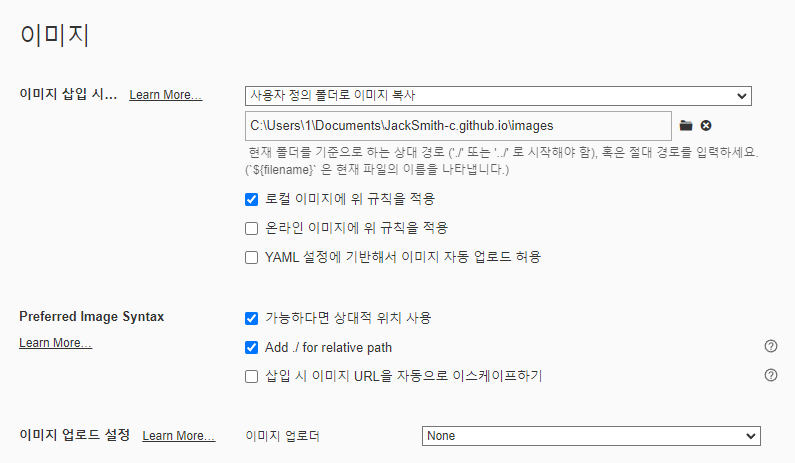 이미지
이미지 삽입 시... Learn More... 사용자 정의 폴더로 이미지 복사
C:\Users\1\Documents\JackSmith-c.github.io\images
현재 폴더를 기준으로 하는 상대 경로 ('./' 또는 '../' 로 시작해야 함), 혹은 절대 경로를 입력하세요.
(`${filename}` 은 현재 파일의 이름을 나타냅니다.)
로컬 이미지에 위 규칙을 적용
온라인 이미지에 위 규칙을 적용
YAML 설정에 기반해서 이미지 자동 업로드 허용
Preferred Image Syntax 가능하다면 상대적 위치 사용
Learn More... Add ./ for relative path
삽입 시 이미지 URL을 자동으로 이스케이프하기
이미지 업로드 설정 Learn More... 이미지 업로더 None